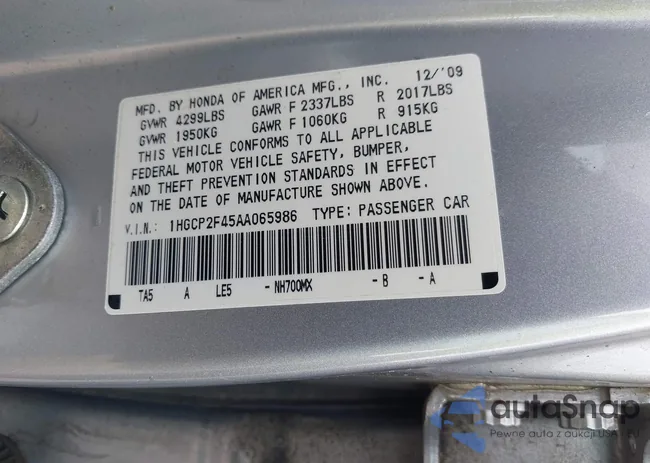 MFD. BY HONDA OF AMERICA MFG., INC. 12/'09
GVWR 4299LBS GAWR F 2337LBS R 2017LBS
GVWR 1950KG GAWR F 1060KG R 915KG
THIS VEHICLE CONFORMS TO ALL APPLICABLE
FEDERAL MOTOR VEHICLE SAFETY, BUMPER,
AND THEFT PREVENTION STANDARDS IN EFFECT
ON THE DATE OF MANUFACTURE SHOWN ABOVE.
V.I.N.: 1HGCP2F45AA065986 TYPE: PASSENGER CAR
TA5 A LE5 - NH700MX - B - A
autaSnap
Pewne auta z aukcji USA